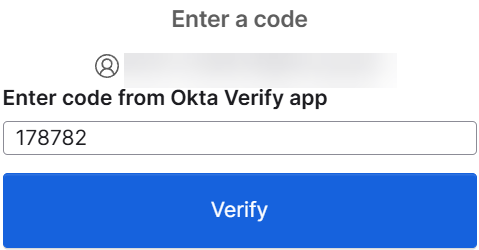 Enter a code
Enter code from Okta Verify app
178782
Verify